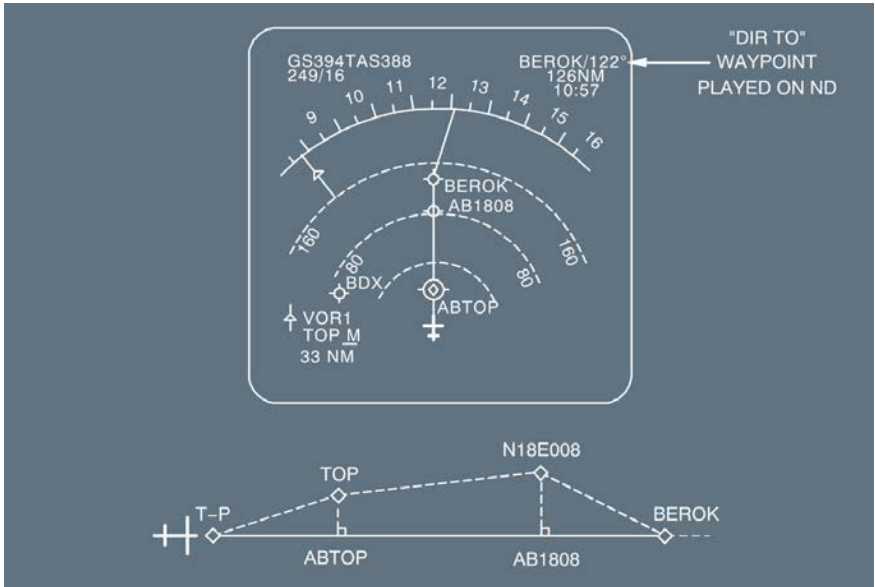 "DIR TO"
WAYPOINT
PLAYED ON ND
GS394TAS388
249/16
BEROK/122°
126NM
10:57
9
10
11
12
13
14
15
16
BEROK
AB1808
160
160
80
80
BDX
ABTOP
VOR1
TOP M
33 NM
N18E008
TOP
T-P
BEROK
ABTOP
AB1808